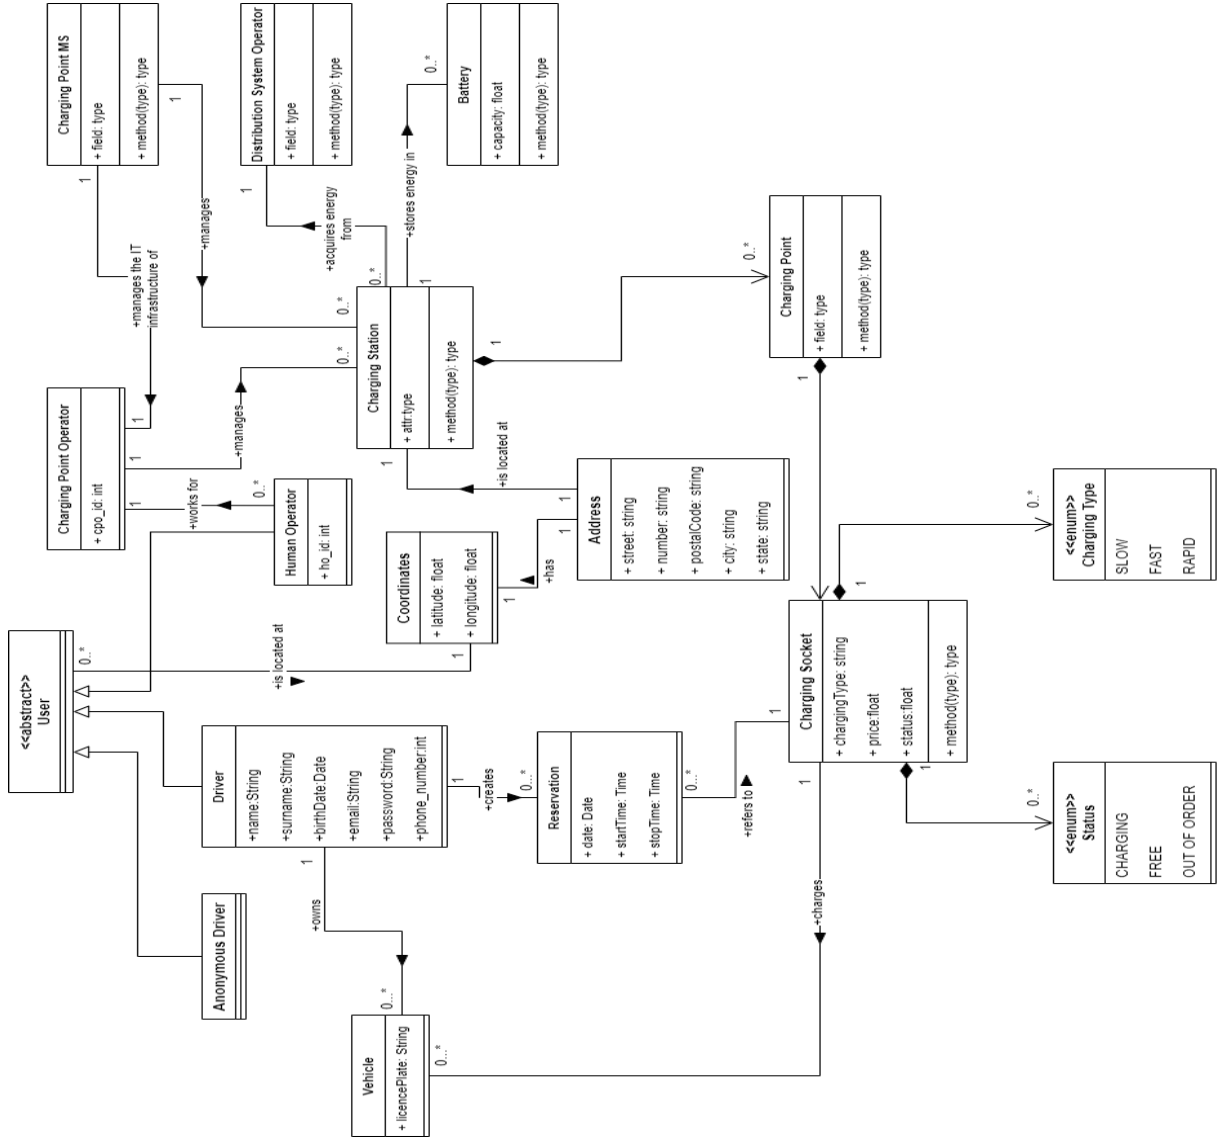 <<abstract>>
User
Anonymous Driver
Driver
+name:String
+surname:String
+birthDate:Date
+email:String
+password:String
+phone_number:int
Vehicle
+ licencePlate: String
+owns
1
0...*
+creates
1
0...*
Reservation
+ date: Date
+ startTime: Time
+ stopTime: Time
0...*
+refers to
1
+is located at
0..*
1
Coordinates
+ latitude: float
+ longitude: float
+has
1
1
Address
+ street: string
+ number: string
+ postalCode: string
+ city: string
+ state: string
+is located at
1
1
Human Operator
+ ho_id: int
+works for
0..*
1
Charging Point Operator
+ cpo_id: int
+manages
1
0..*
+manages the IT
infrastructure of
1
1
Charging Point MS
+ field: type
+ method(type): type
+manages
1
0..*
Distribution System Operator
+ field: type
+ method(type): type
+acquires energy
from
1
0..*
Battery
+ capacity: float
+ method(type): type
+stores energy in
1
0..*
Charging Station
+ attr:type
+ method(type): type
1
0..*
Charging Point
+ field: type
+ method(type): type
1
Charging Socket
+ chargingType: string
+ price:float
+ status:float
+ method(type): type
+charges
1
0...*
1
0..*
<<enum>>
Charging Type
SLOW
FAST
RAPID
1
0..*
<<enum>>
Status
CHARGING
FREE
OUT OF ORDER